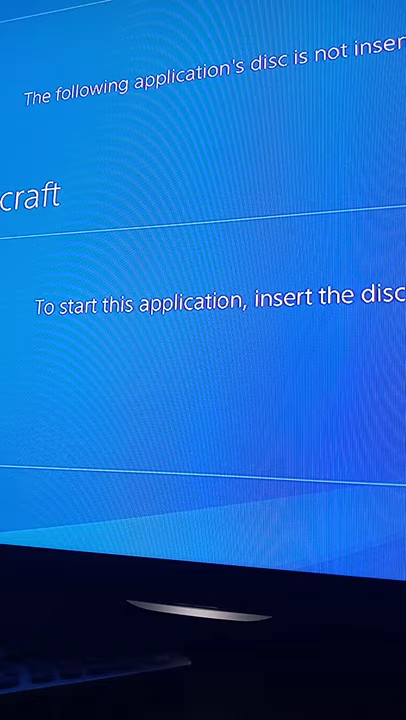 The following application's disc is not inser
craft
To start this application, insert the disc